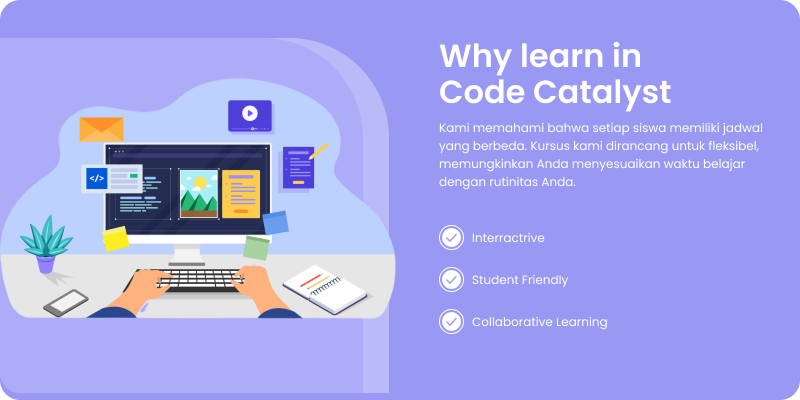 Why learn in
Code Catalyst
Kami memahami bahwa setiap siswa memiliki jadwal
yang berbeda. Kursus kami dirancang untuk fleksibel,
memungkinkan Anda menyesuaikan waktu belajar
dengan rutinitas Anda.
Interractrive
Student Friendly
Collaborative Learning
</>